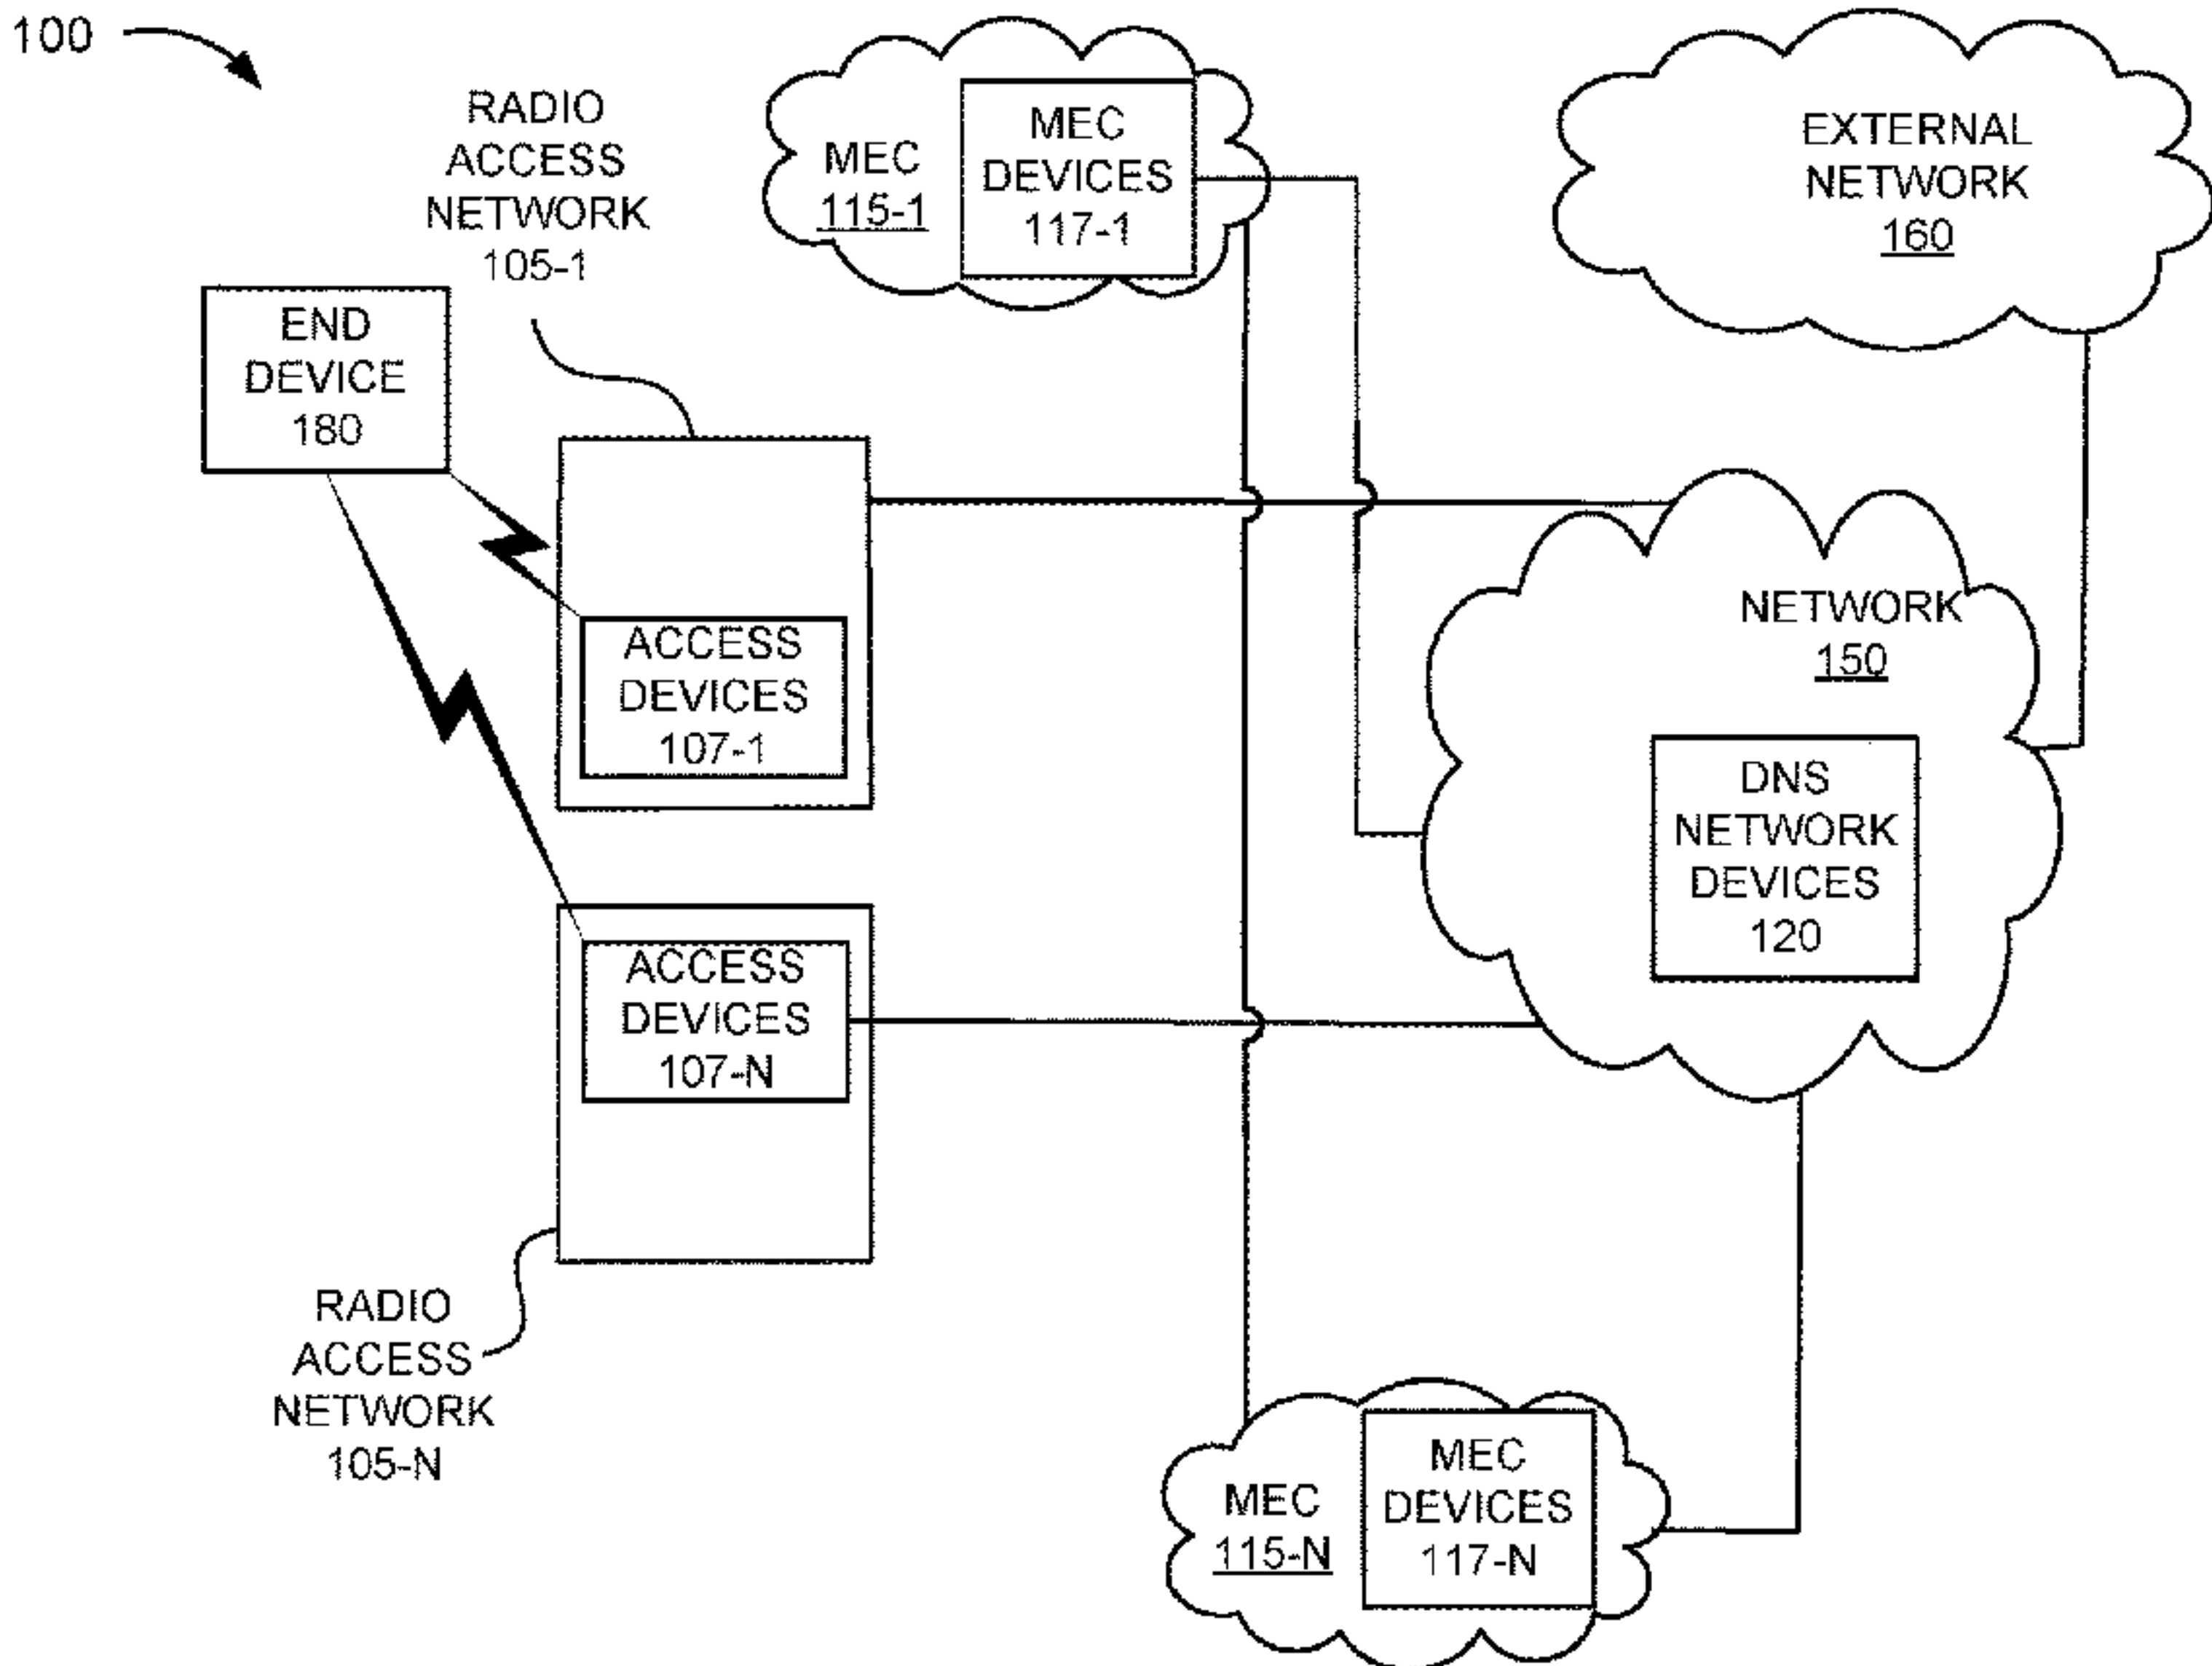 100
RADIO
ACCESS
NETWORK
105-1
MEC
115-1
MEC
DEVICES
117-1
EXTERNAL
NETWORK
160
END
DEVICE
180
ACCESS
DEVICES
107-1
NETWORK
150
DNS
NETWORK
DEVICES
120
ACCESS
DEVICES
107-N
RADIO
ACCESS
NETWORK
105-N
MEC
115-N
MEC
DEVICES
117-N